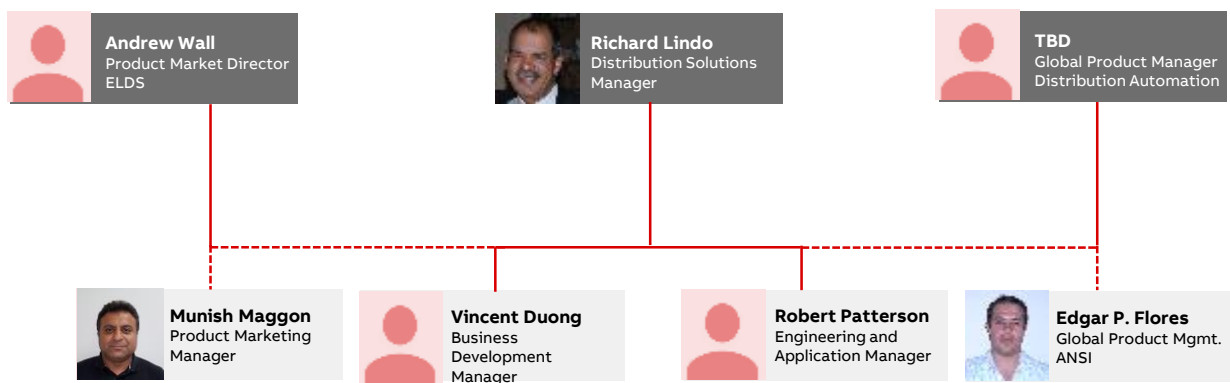 Andrew Wall
Product Market Director
ELDS
Richard Lindo
Distribution Solutions
Manager
TBD
Global Product Manager
Distribution Automation
Munish Maggon
Product Marketing
Manager
Vincent Duong
Business
Development
Manager
Robert Patterson
Engineering and
Application Manager
Edgar P. Flores
Global Product Mgmt.
ANSI